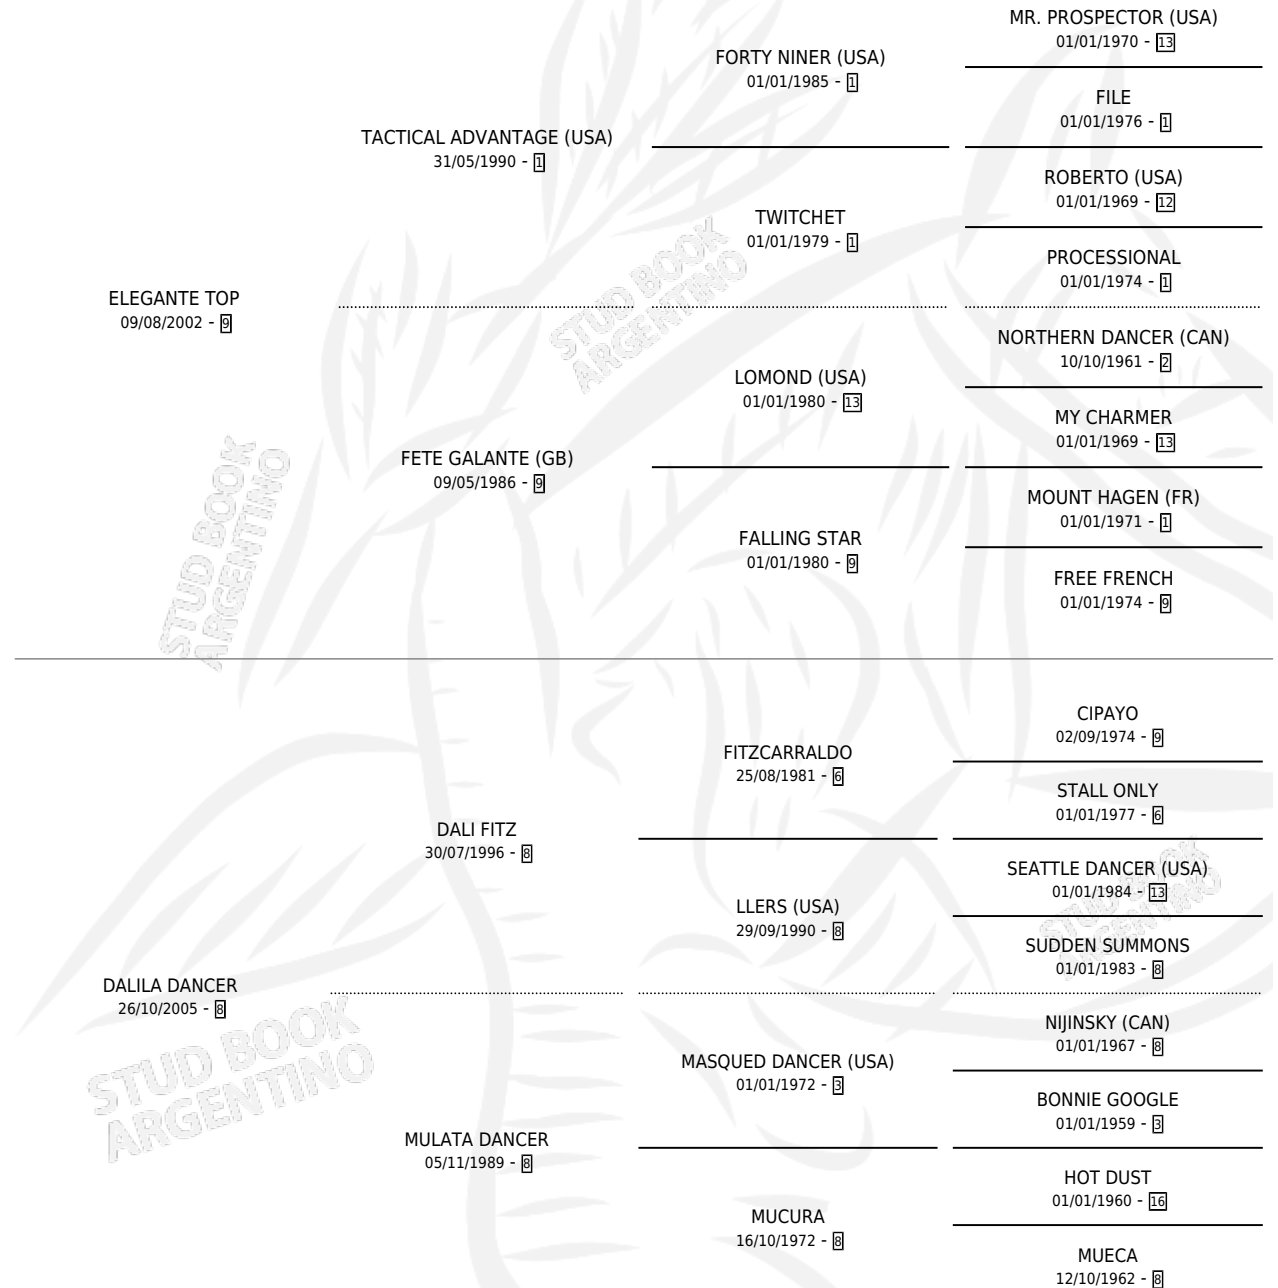 MR. PROSPECTOR (USA)
01/01/1970 - 13
FORTY NINER (USA)
01/01/1985 - 1
FILE
01/01/1976 - 1
TACTICAL ADVANTAGE (USA)
31/05/1990 - 1
ROBERTO (USA)
01/01/1969 - 12
TWITCHET
01/01/1979 - 1
PROCESSIONAL
01/01/1974 - 1
ELEGANTE TOP
09/08/2002 - 9
STUD BOOK
ARGENTINO
NORTHERN DANCER (CAN)
10/10/1961 - 2
LOMOND (USA)
01/01/1980 - 13
MY CHARMER
01/01/1969 - 13
FETE GALANTE (GB)
09/05/1986 - 9
MOUNT HAGEN (FR)
01/01/1971 - 1
FALLING STAR
01/01/1980 - 9
FREE FRENCH
01/01/1974 - 9
STUD BOOK
ARGENTINO
CIPAYO
02/09/1974 - 9
FITZCARRALDO
25/08/1981 - 6
STALL ONLY
01/01/1977 - 6
DALI FITZ
30/07/1996 - 8
SEATTLE DANCER (USA)
01/01/1984 - 13
LLERS (USA)
29/09/1990 - 8
STUD BOOK
ARGENTINO
SUDDEN SUMMONS
01/01/1983 - 8
DALILA DANCER
26/10/2005 - 8
STUD BOOK
ARGENTINO
NIJINSKY (CAN)
01/01/1967 - 8
MASQUED DANCER (USA)
01/01/1972 - 3
BONNIE GOOGLE
01/01/1959 - 3
MULATA DANCER
05/11/1989 - 8
HOT DUST
01/01/1960 - 16
MUCURA
16/10/1972 - 8
MUECA
12/10/1962 - 8